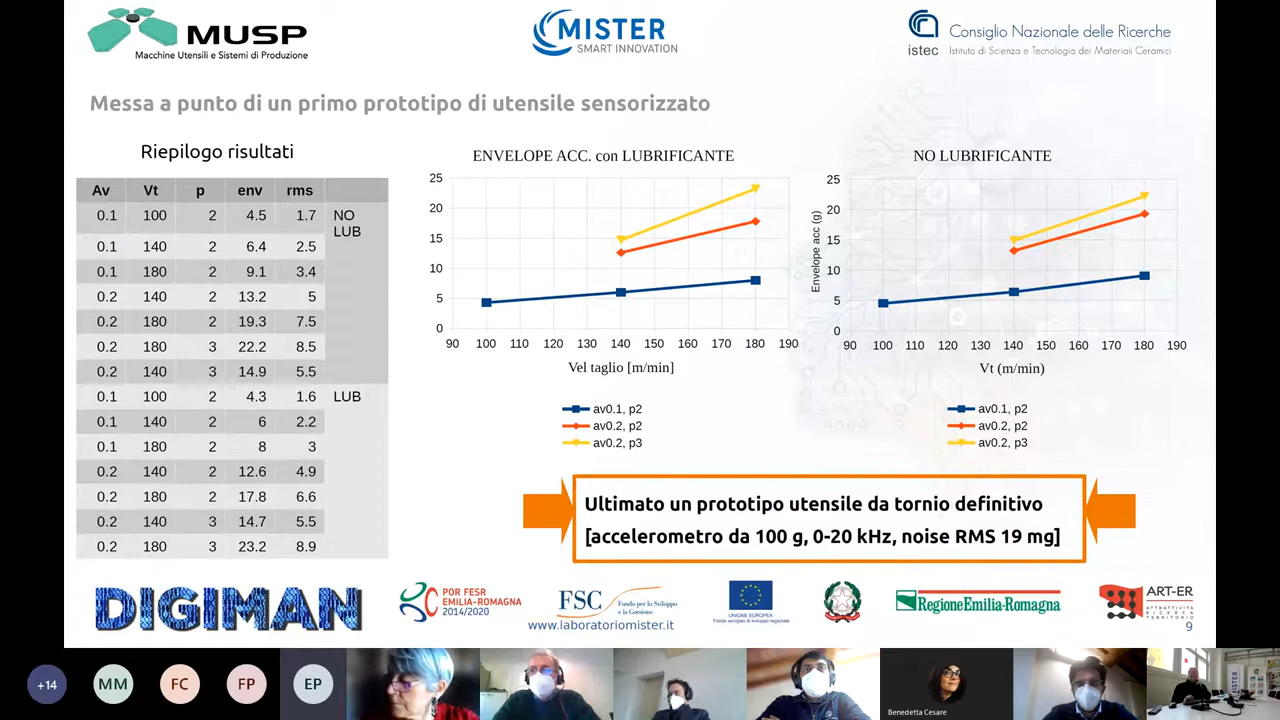 MUSP
Macchine Utensili e Sistemi di Produzione
MISTER
SMART INNOVATION
istec
Consiglio Nazionale delle Ricerche
Istituto di Scienza e Tecnologia dei Materiali Ceramici
Messa a punto di un primo prototipo di utensile sensorizzato
Riepilogo risultati
Av Vt p env rms
0.1 100 2 4.5 1.7 NO LUB
0.1 140 2 6.4 2.5
0.1 180 2 9.1 3.4
0.2 140 2 13.2 5
0.2 180 2 19.3 7.5
0.2 180 3 22.2 8.5
0.2 140 3 14.9 5.5
0.1 100 2 4.3 1.6 LUB
0.1 140 2 6 2.2
0.1 180 2 8 3
0.2 140 2 12.6 4.9
0.2 180 2 17.8 6.6
0.2 140 3 14.7 5.5
0.2 180 3 23.2 8.9
ENVELOPE ACC. con LUBRIFICANTE
25
20
15
10
5
0
90 100 110 120 130 140 150 160 170 180 190
Vel taglio [m/min]
av0.1, p2
av0.2, p2
av0.2, p3
NO LUBRIFICANTE
Envelope acc (g)
25
20
15
10
5
0
90 100 110 120 130 140 150 160 170 180 190
Vt (m/min)
av0.1, p2
av0.2, p2
av0.2, p3
Ultimato un prototipo utensile da tornio definitivo
[accelerometro da 100 g, 0-20 kHz, noise RMS 19 mg]
DIGIMAN
POR FESR
EMILIA-ROMAGNA
2014/2020
FSC
Fondo per lo Sviluppo
e la Coesione
www.laboratoriomister.it
UNIONE EUROPEA
Fondo europeo di sviluppo regionale
RegioneEmilia-Romagna
ART-ER
ATTRATTIVITÀ
RICERCA
TERRITORIO
9
+14
MM
FC
FP
EP
Benedetta Cesare
MISTER